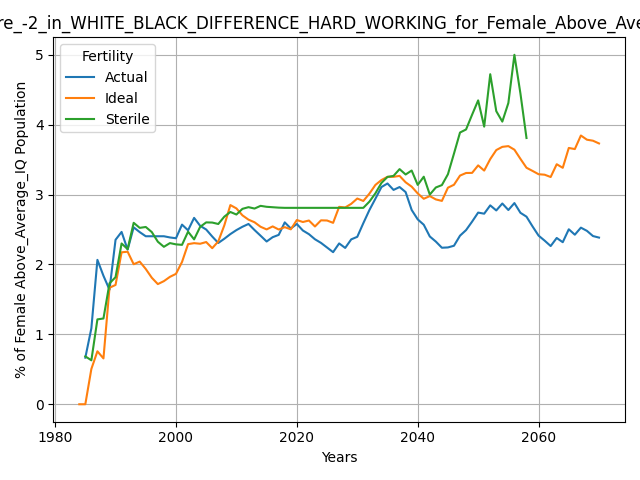 re_-2_in_WHITE_BLACK_DIFFERENCE_HARD_WORKING_for_Female_Above_Ave
Fertility
Actual
Ideal
Sterile
% of Female Above_Average_IQ Population
5
4
3
2
1
0
1980 2000 2020 2040 2060
Years